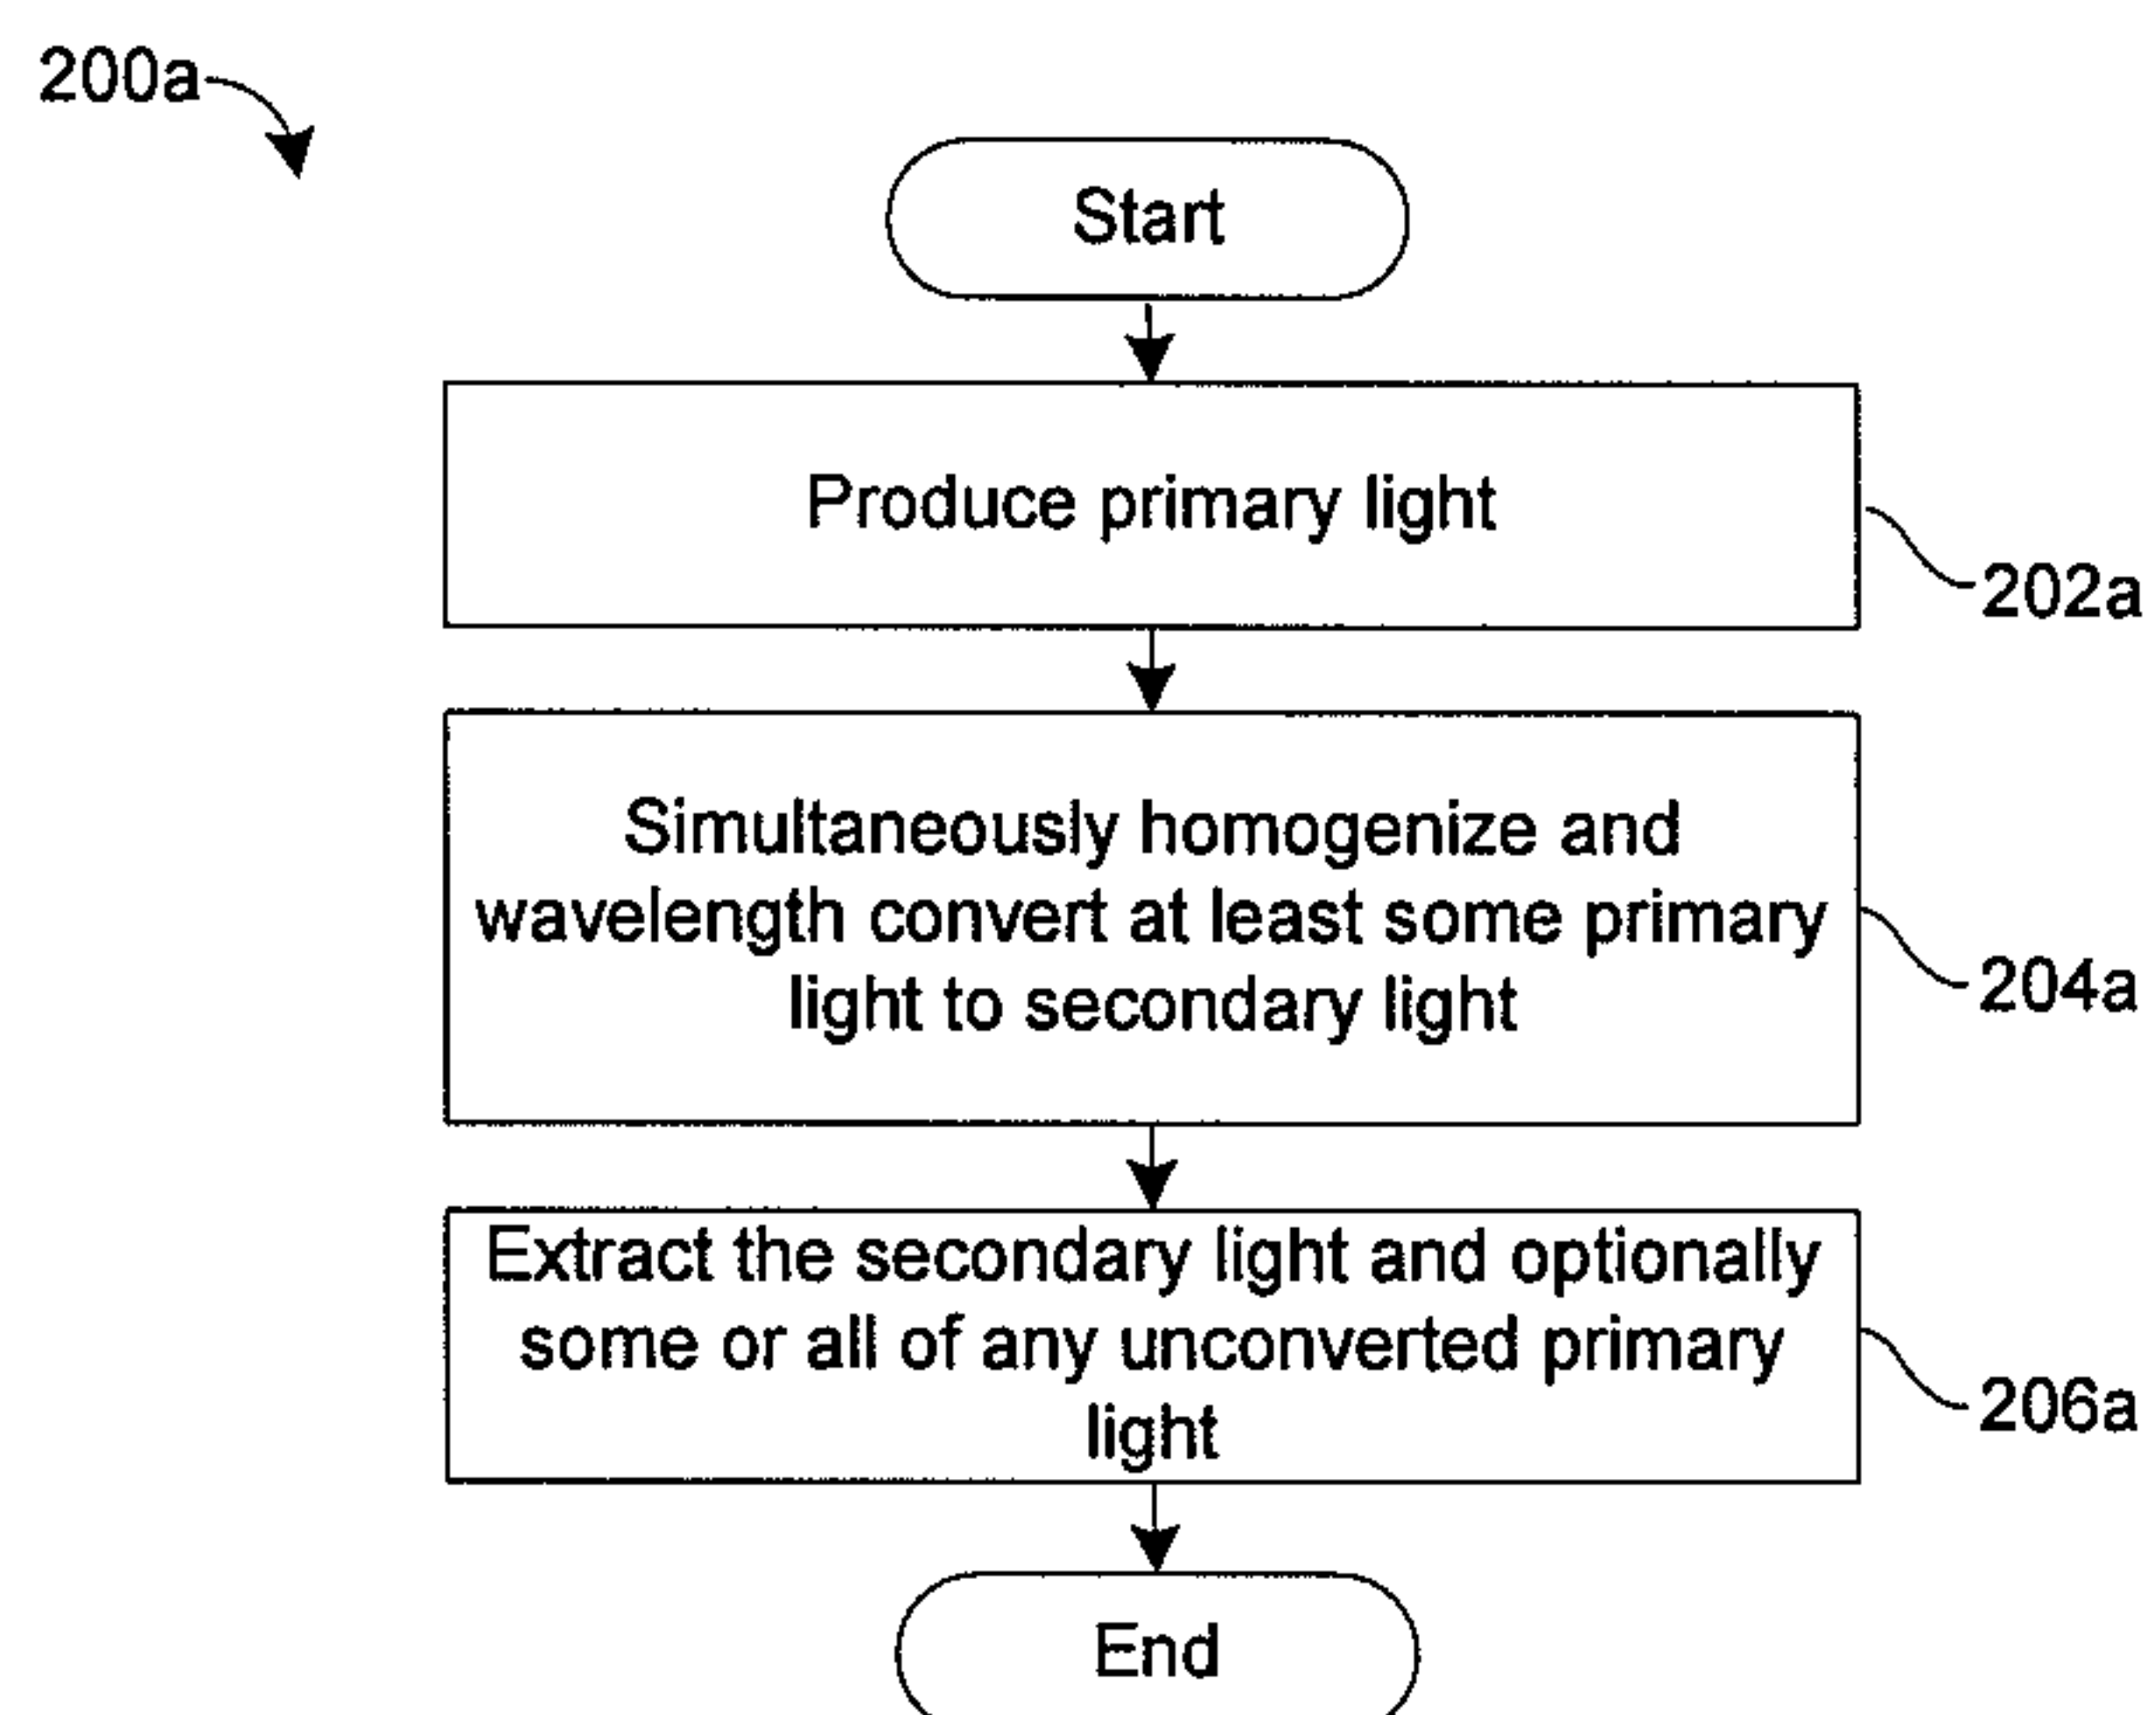 200a
Start
Produce primary light
202a
Simultaneously homogenize and
wavelength convert at least some primary
light to secondary light
204a
Extract the secondary light and optionally
some or all of any unconverted primary
light
206a
End